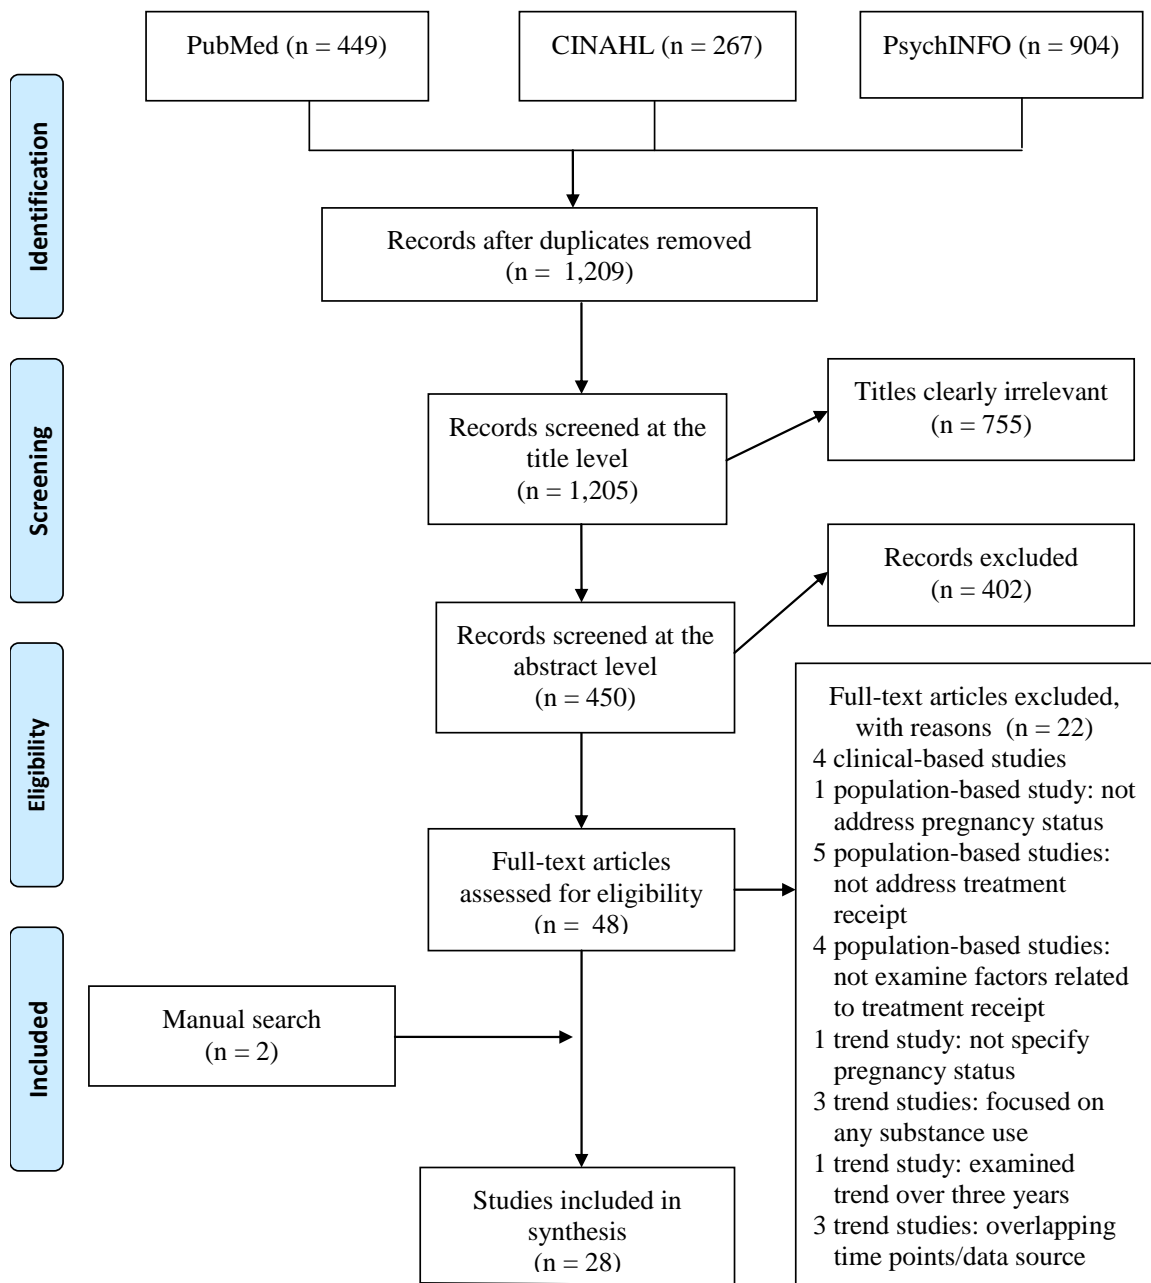 PubMed (n = 449)
CINAHL (n = 267)
PsychINFO (n = 904)
Identification
Records after duplicates removed
(n =  1,209)
Screening
Records screened at the
title level
(n = 1,205)
Titles clearly irrelevant
(n = 755)
Records excluded
(n = 402)
Records screened at the
abstract level
(n = 450)
Eligibility
Full-text articles
assessed for eligibility
(n =  48)
Full-text articles excluded,
with reasons  (n = 22)
4 clinical-based studies
1 population-based study: not
address pregnancy status
5 population-based studies:
not address treatment
receipt
4 population-based studies:
not examine factors related
to treatment receipt
1 trend study: not specify
pregnancy status
3 trend studies: focused on
any substance use
1 trend study: examined
trend over three years
3 trend studies: overlapping
time points/data source
Included
Manual search
(n = 2)
Studies included in
synthesis
(n = 28)